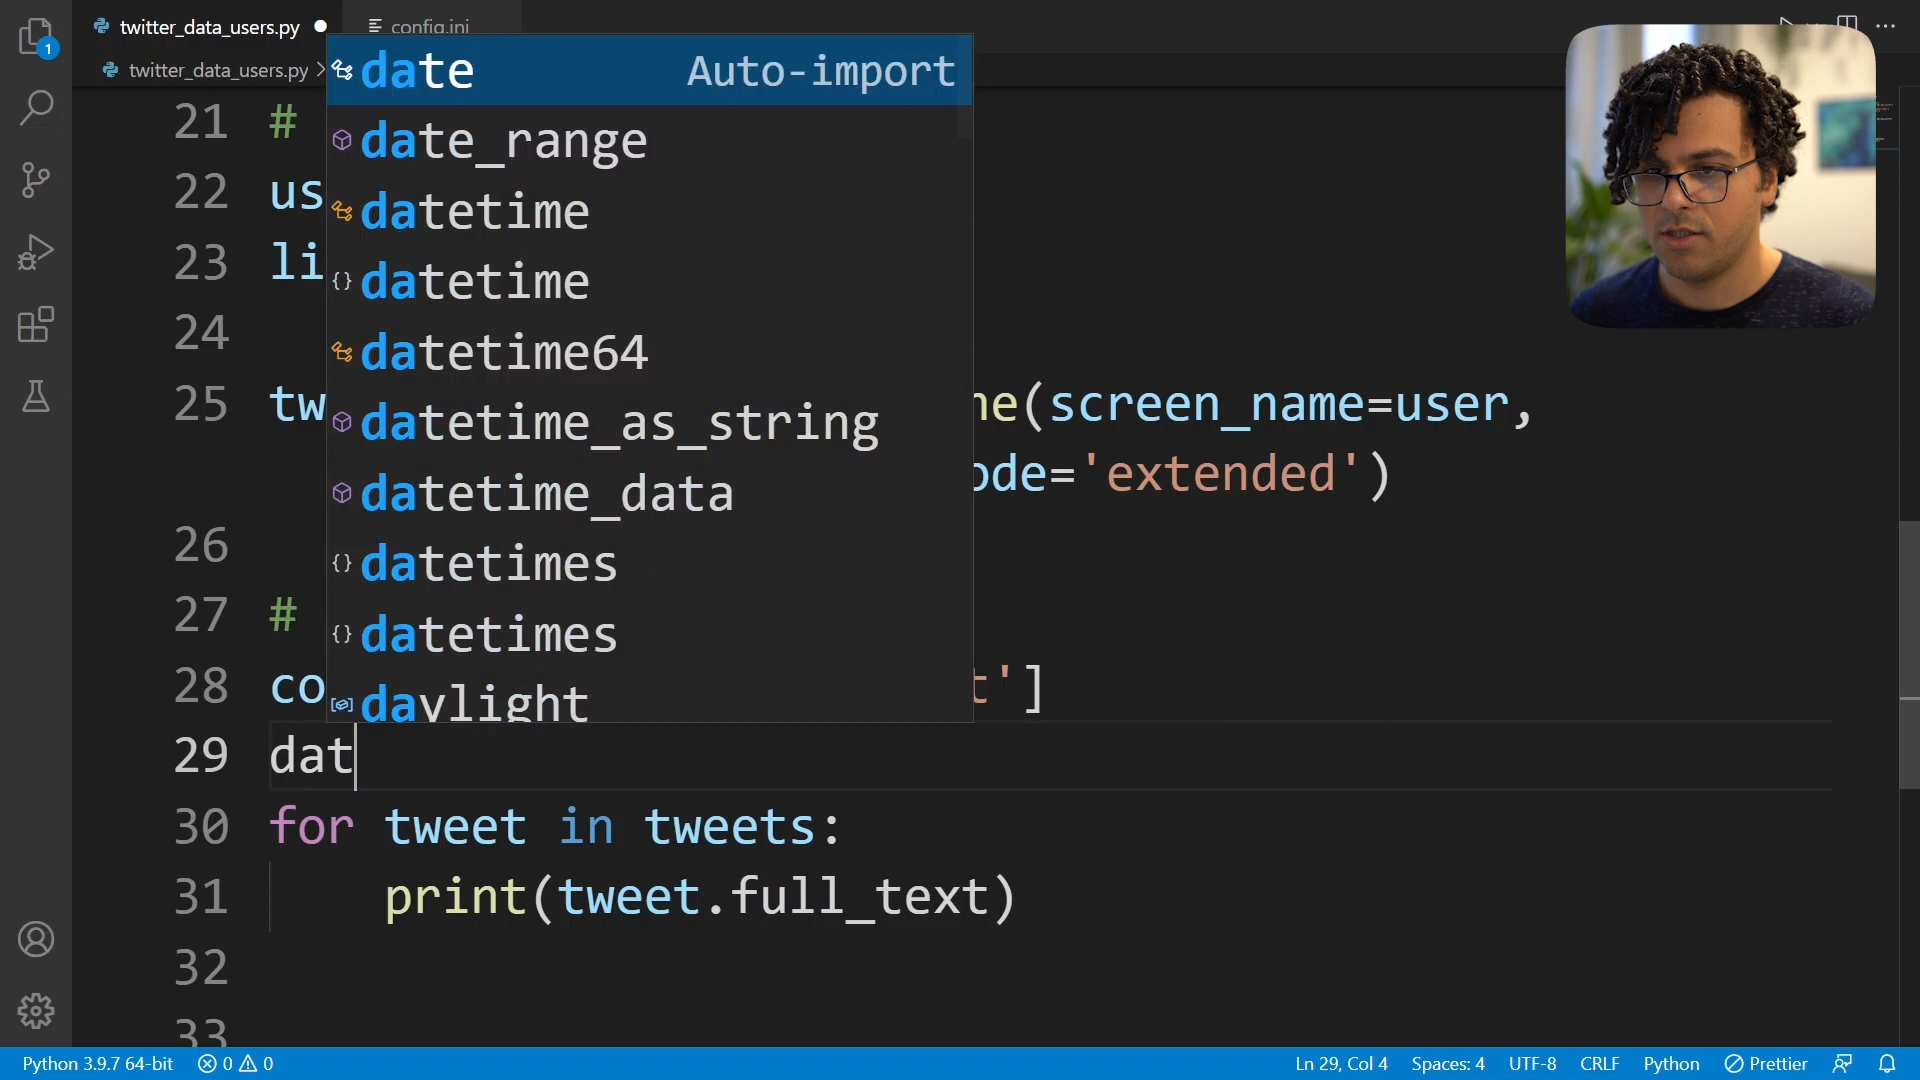 twitter_data_users.py
config.ini
1
twitter_data_users.py >
date Auto-import
date_range
datetime
datetime
datetime64
datetime_as_string
datetime_data
datetimes
datetimes
daylight
21 #
22 us
23 li
24
25 tw ne(screen_name=user,
ode='extended')
26
27 #
28 co t']
29 dat
30 for tweet in tweets:
31 print(tweet.full_text)
32
33
Python 3.9.7 64-bit 0 0 Ln 29, Col 4 Spaces: 4 UTF-8 CRLF Python Prettier